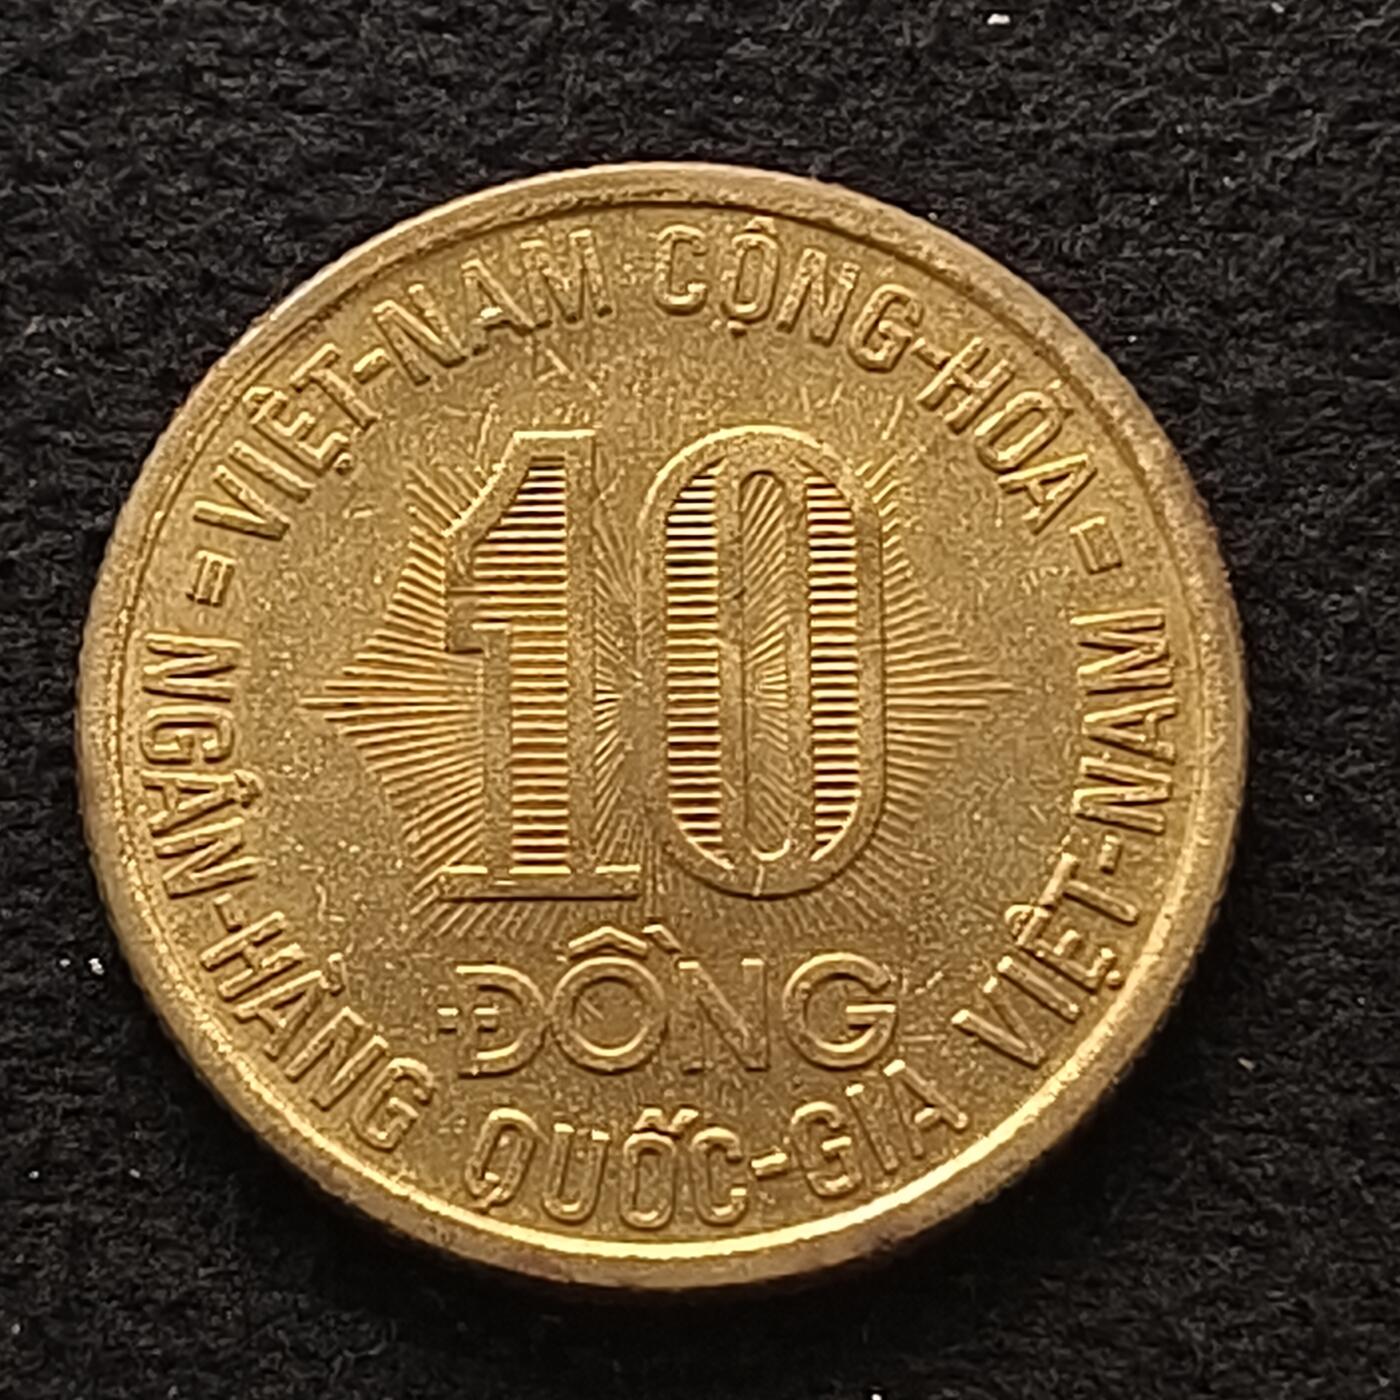 = VIỆT-NAM CỘNG-HÒA =
10
ĐỒNG
NGÂN-HÀNG QUỐC-GIA VIỆT-NAM